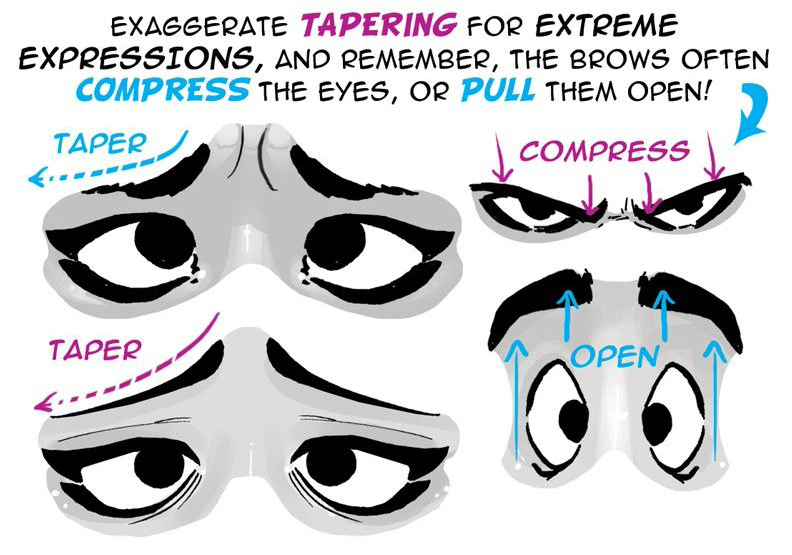 EXAGGERATE TAPERING FOR EXTREME
EXPRESSIONS, AND REMEMBER, THE BROWS OFTEN
COMPRESS THE EYES, OR PULL THEM OPEN!
TAPER
COMPRESS
TAPER
OPEN